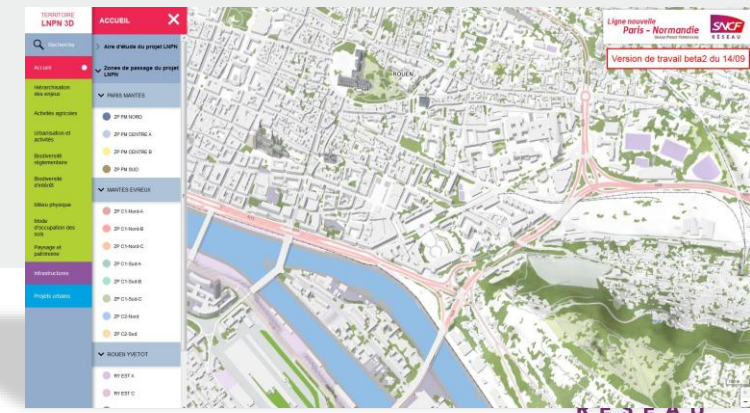 TERRITOIRE
LNPN 3D
Recherche
Accueil
Hiérarchisation
des enjeux
Activités agricoles
Urbanisation et
activités
Biodiversité
réglementaire
Biodiversité
d'intérêt
Milieu physique
Mode
d'occupation des
sols
Paysage et
patrimoine
Infrastructures
Projets urbains
ACCUEIL
Aire d'étude du projet LNPN
Zones de passage du projet
LNPN
PARIS MANTES
ZP PM NORD
ZP PM CENTRE A
ZP PM CENTRE B
ZP PM SUD
MANTES EVREUX
ZP C1-Nord-A
ZP C1-Nord-B
ZP C1-Nord-C
ZP C1-Sud-A
ZP C1-Sud-B
ZP C1-Sud-C
ZP C2-Nord
ZP C2-Sud
ROUEN YVETOT
RY EST A
RY EST C
ROUEN
Ligne nouvelle
Paris - Normandie
SNCF
RÉSEAU
Version de travail beta2 du 14/09
RÉSEAU